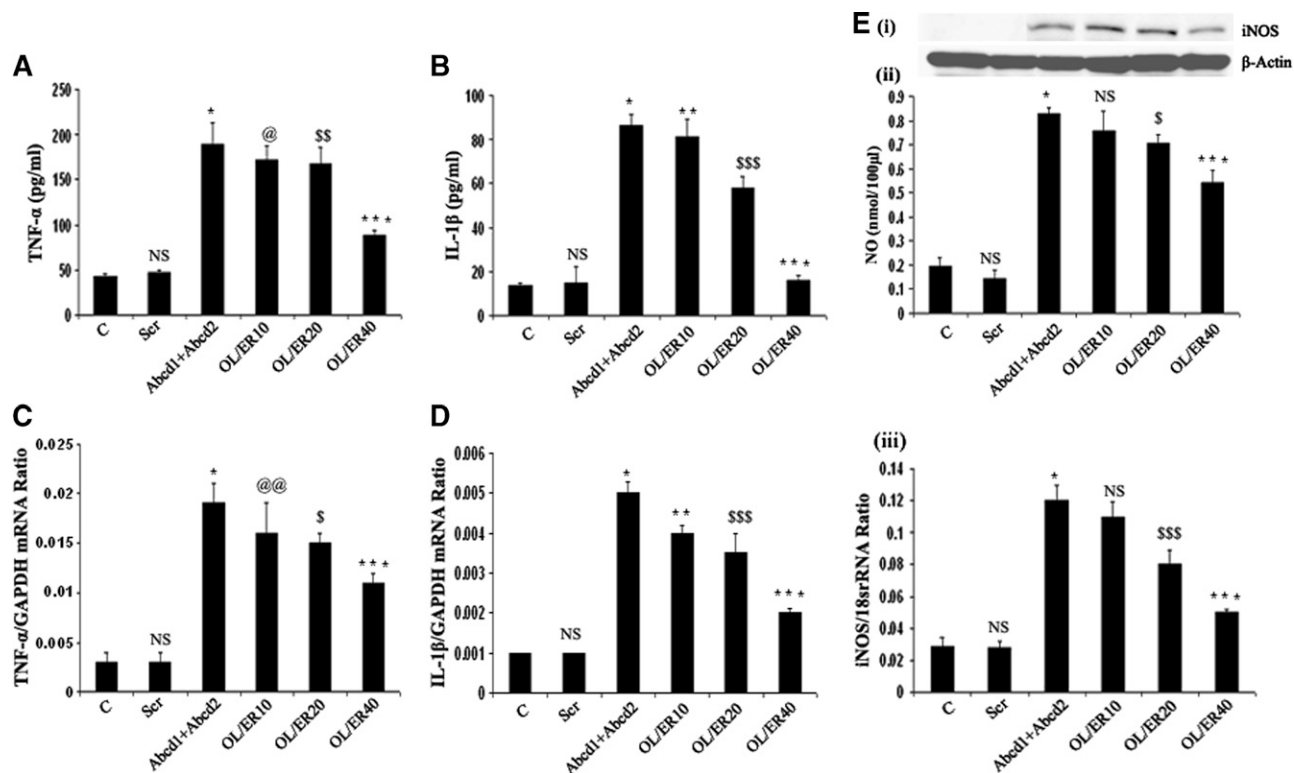 A
TNF-α (pg/ml)
250
200
150
100
50
0
*
@
$$
***
NS
C
Scr
Abcd1+Abcd2
OL/ER10
OL/ER20
OL/ER40
B
IL-1β (pg/ml)
100
80
60
40
20
0
*
**
$$$
***
NS
C
Scr
Abcd1+Abcd2
OL/ER10
OL/ER20
OL/ER40
E (i)
iNOS
β-Actin
(ii)
NO (nmol/100µl)
0.9
0.8
0.7
0.6
0.5
0.4
0.3
0.2
0.1
0
*
NS
$
***
NS
C
Scr
Abcd1+Abcd2
OL/ER10
OL/ER20
OL/ER40
C
TNF-α/GAPDH mRNA Ratio
0.025
0.02
0.015
0.01
0.005
0
*
@@
$
***
NS
C
Scr
Abcd1+Abcd2
OL/ER10
OL/ER20
OL/ER40
D
IL-1β/GAPDH mRNA Ratio
0.006
0.005
0.004
0.003
0.002
0.001
0
*
**
$$$
***
NS
C
Scr
Abcd1+Abcd2
OL/ER10
OL/ER20
OL/ER40
(iii)
iNOS/18srRNA Ratio
0.14
0.12
0.10
0.08
0.06
0.04
0.02
0
*
NS
$$$
***
NS
C
Scr
Abcd1+Abcd2
OL/ER10
OL/ER20
OL/ER40